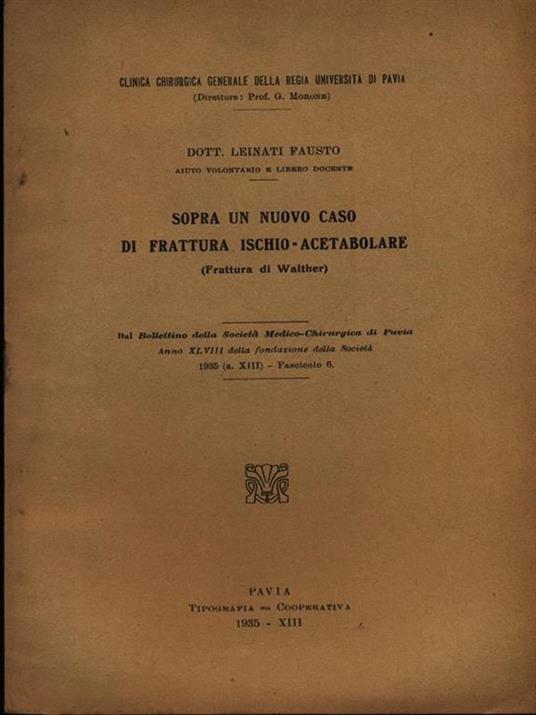 CLINICA CHIRURGICA GENERALE DELLA REGIA UNIVERSITÀ DI PAVIA
(Direttore: Prof. G. MORONE)
DOTT. LEINATI FAUSTO
AIUTO VOLONTARIO E LIBERO DOCENTE
SOPRA UN NUOVO CASO
DI FRATTURA ISCHIO-ACETABOLARE
(Frattura di Walther)
Dal Bollettino della Società Medico-Chirurgica di Pavia
Anno XLVIII della fondazione della Società
1935 (a. XIII) - Fascicolo 6.
PAVIA
TIPOGRAFIA GIÀ COOPERATIVA
1935 - XIII